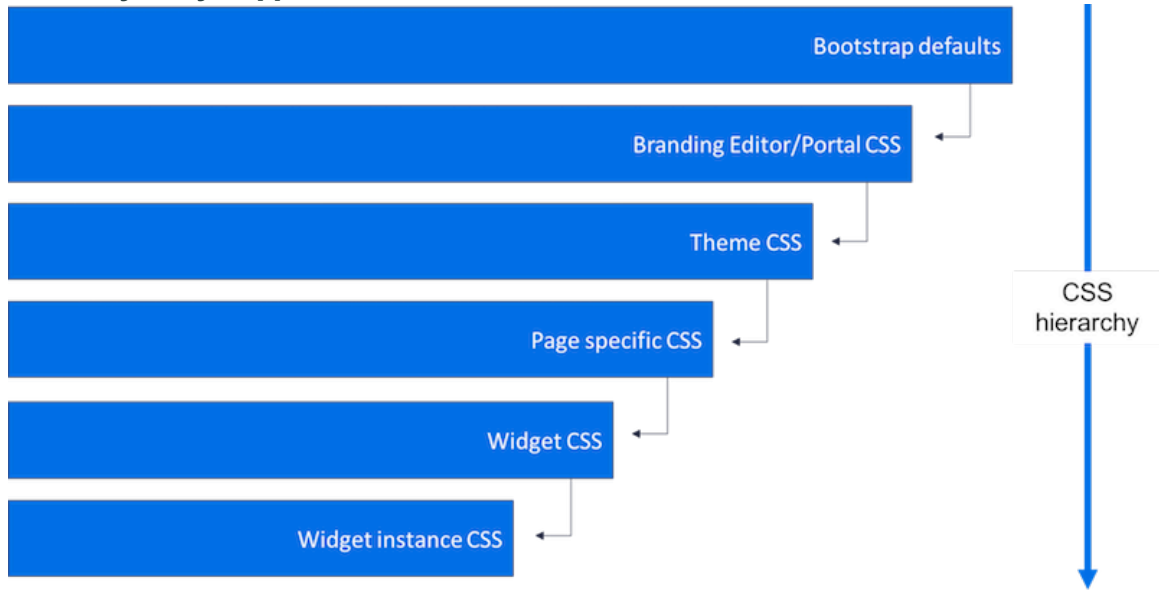 Bootstrap defaults
Branding Editor/Portal CSS
Theme CSS
Page specific CSS
Widget CSS
Widget instance CSS
CSS
hierarchy